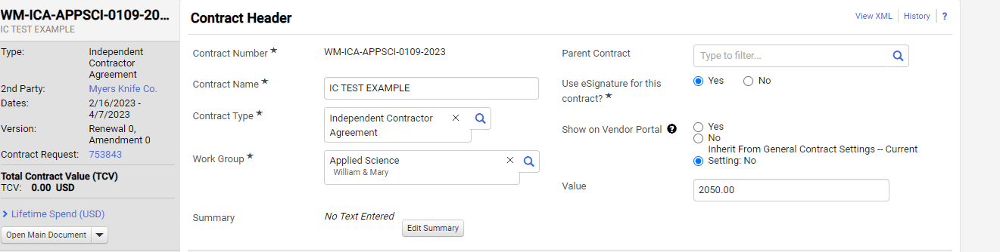 WM-ICA-APPSCI-0109-20...
IC TEST EXAMPLE
Type: Independent
Contractor
Agreement
2nd Party: Myers Knife Co.
Dates: 2/16/2023 -
4/7/2023
Version: Renewal 0,
Amendment 0
Contract Request: 753843
Total Contract Value (TCV)
TCV: 0.00 USD
Lifetime Spend (USD)
Open Main Document
Contract Header
View XML
History
?
Contract Number ★ WM-ICA-APPSCI-0109-2023
Contract Name ★ IC TEST EXAMPLE
Contract Type ★ Independent Contractor
Agreement
Work Group ★ Applied Science
William & Mary
Summary No Text Entered
Edit Summary
Parent Contract Type to filter...
Use eSignature for this
contract? ★ Yes No
Show on Vendor Portal ? Yes
No
Inherit From General Contract Settings -- Current
Setting: No
Value 2050.00